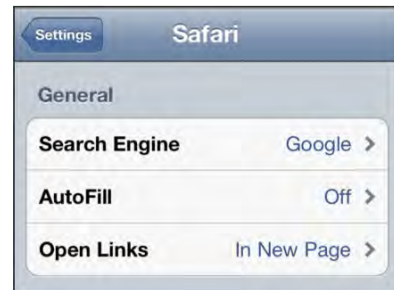 Settings Safari
General
Search Engine Google >
AutoFill Off >
Open Links In New Page >